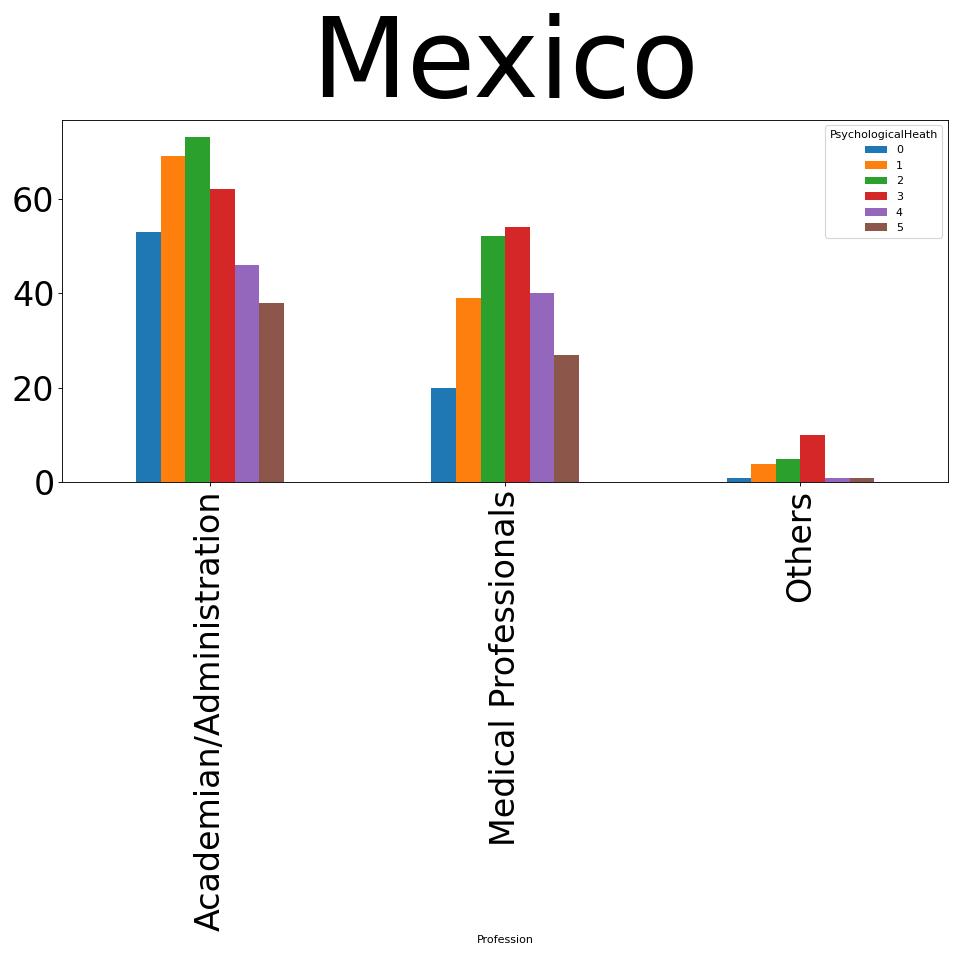 Mexico
PsychologicalHeath
0
1
2
3
4
5
60
40
20
0
Academian/Administration
Medical Professionals
Others
Profession